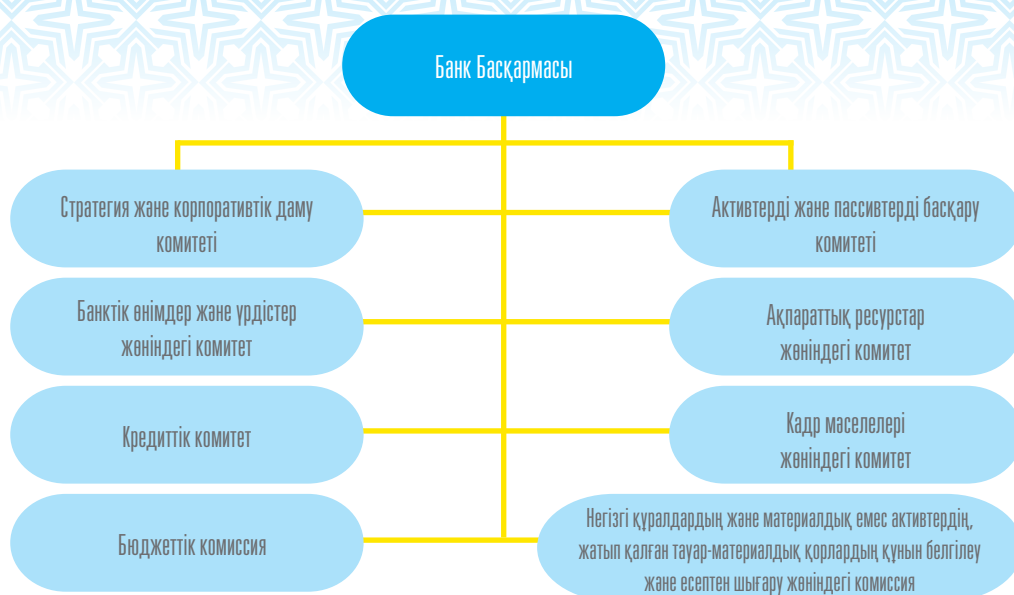 Банк Басқармасы
Стратегия және корпоративтік даму
комитеті
Активтерді және пассивтерді басқару
комитеті
Банктік өнімдер және үрдістер
жөніндегі комитет
Ақпараттық ресурстар
жөніндегі комитет
Кредиттік комитет
Кадр мәселелері
жөніндегі комитет
Бюджеттік комиссия
Негізгі құралдардың және материалдық емес активтердің,
жатып қалған тауар-материалдық қорлардың құнын белгілеу
және есептен шығару жөніндегі комиссия